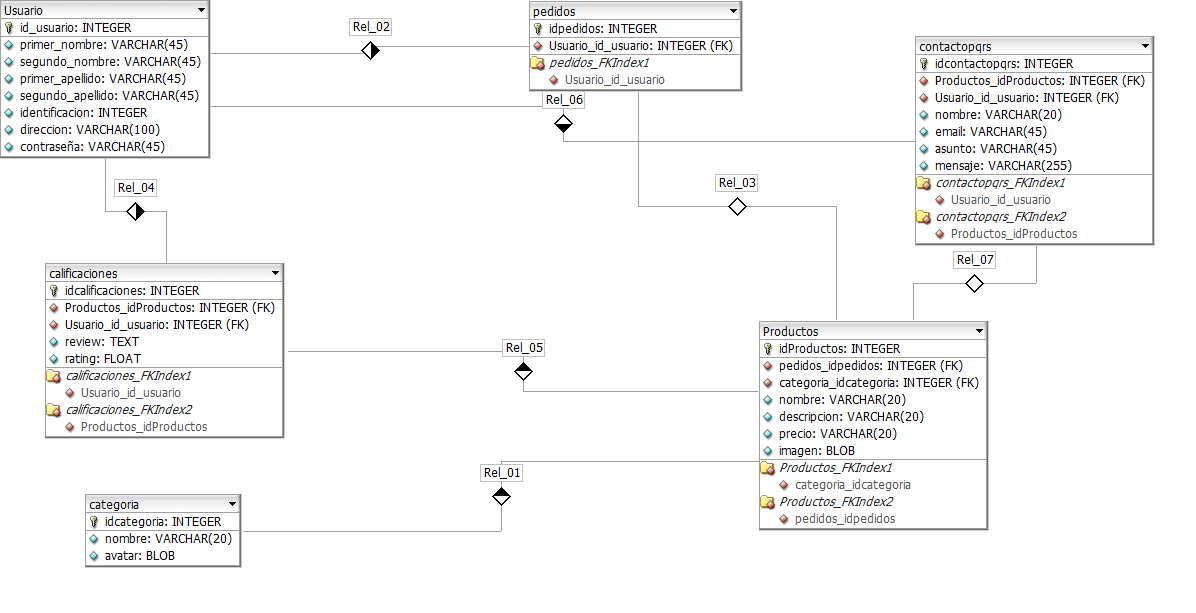 Usuario
id_usuario: INTEGER
primer_nombre: VARCHAR(45)
segundo_nombre: VARCHAR(45)
primer_apellido: VARCHAR(45)
segundo_apellido: VARCHAR(45)
identificacion: INTEGER
direccion: VARCHAR(100)
contraseña: VARCHAR(45)
Rel_02
pedidos
idpedidos: INTEGER
Usuario_id_usuario: INTEGER (FK)
pedidos_FKIndex1
Usuario_id_usuario
Rel_06
contactopqrs
idcontactopqrs: INTEGER
Productos_idProductos: INTEGER (FK)
Usuario_id_usuario: INTEGER (FK)
nombre: VARCHAR(20)
email: VARCHAR(45)
asunto: VARCHAR(45)
mensaje: VARCHAR(255)
contactopqrs_FKIndex1
Usuario_id_usuario
contactopqrs_FKIndex2
Productos_idProductos
Rel_04
Rel_03
Rel_07
calificaciones
idcalificaciones: INTEGER
Productos_idProductos: INTEGER (FK)
Usuario_id_usuario: INTEGER (FK)
review: TEXT
rating: FLOAT
calificaciones_FKIndex1
Usuario_id_usuario
calificaciones_FKIndex2
Productos_idProductos
Rel_05
Productos
idProductos: INTEGER
pedidos_idpedidos: INTEGER (FK)
categoria_idcategoria: INTEGER (FK)
nombre: VARCHAR(20)
descripcion: VARCHAR(20)
precio: VARCHAR(20)
imagen: BLOB
Productos_FKIndex1
categoria_idcategoria
Productos_FKIndex2
pedidos_idpedidos
Rel_01
categoria
idcategoria: INTEGER
nombre: VARCHAR(20)
avatar: BLOB